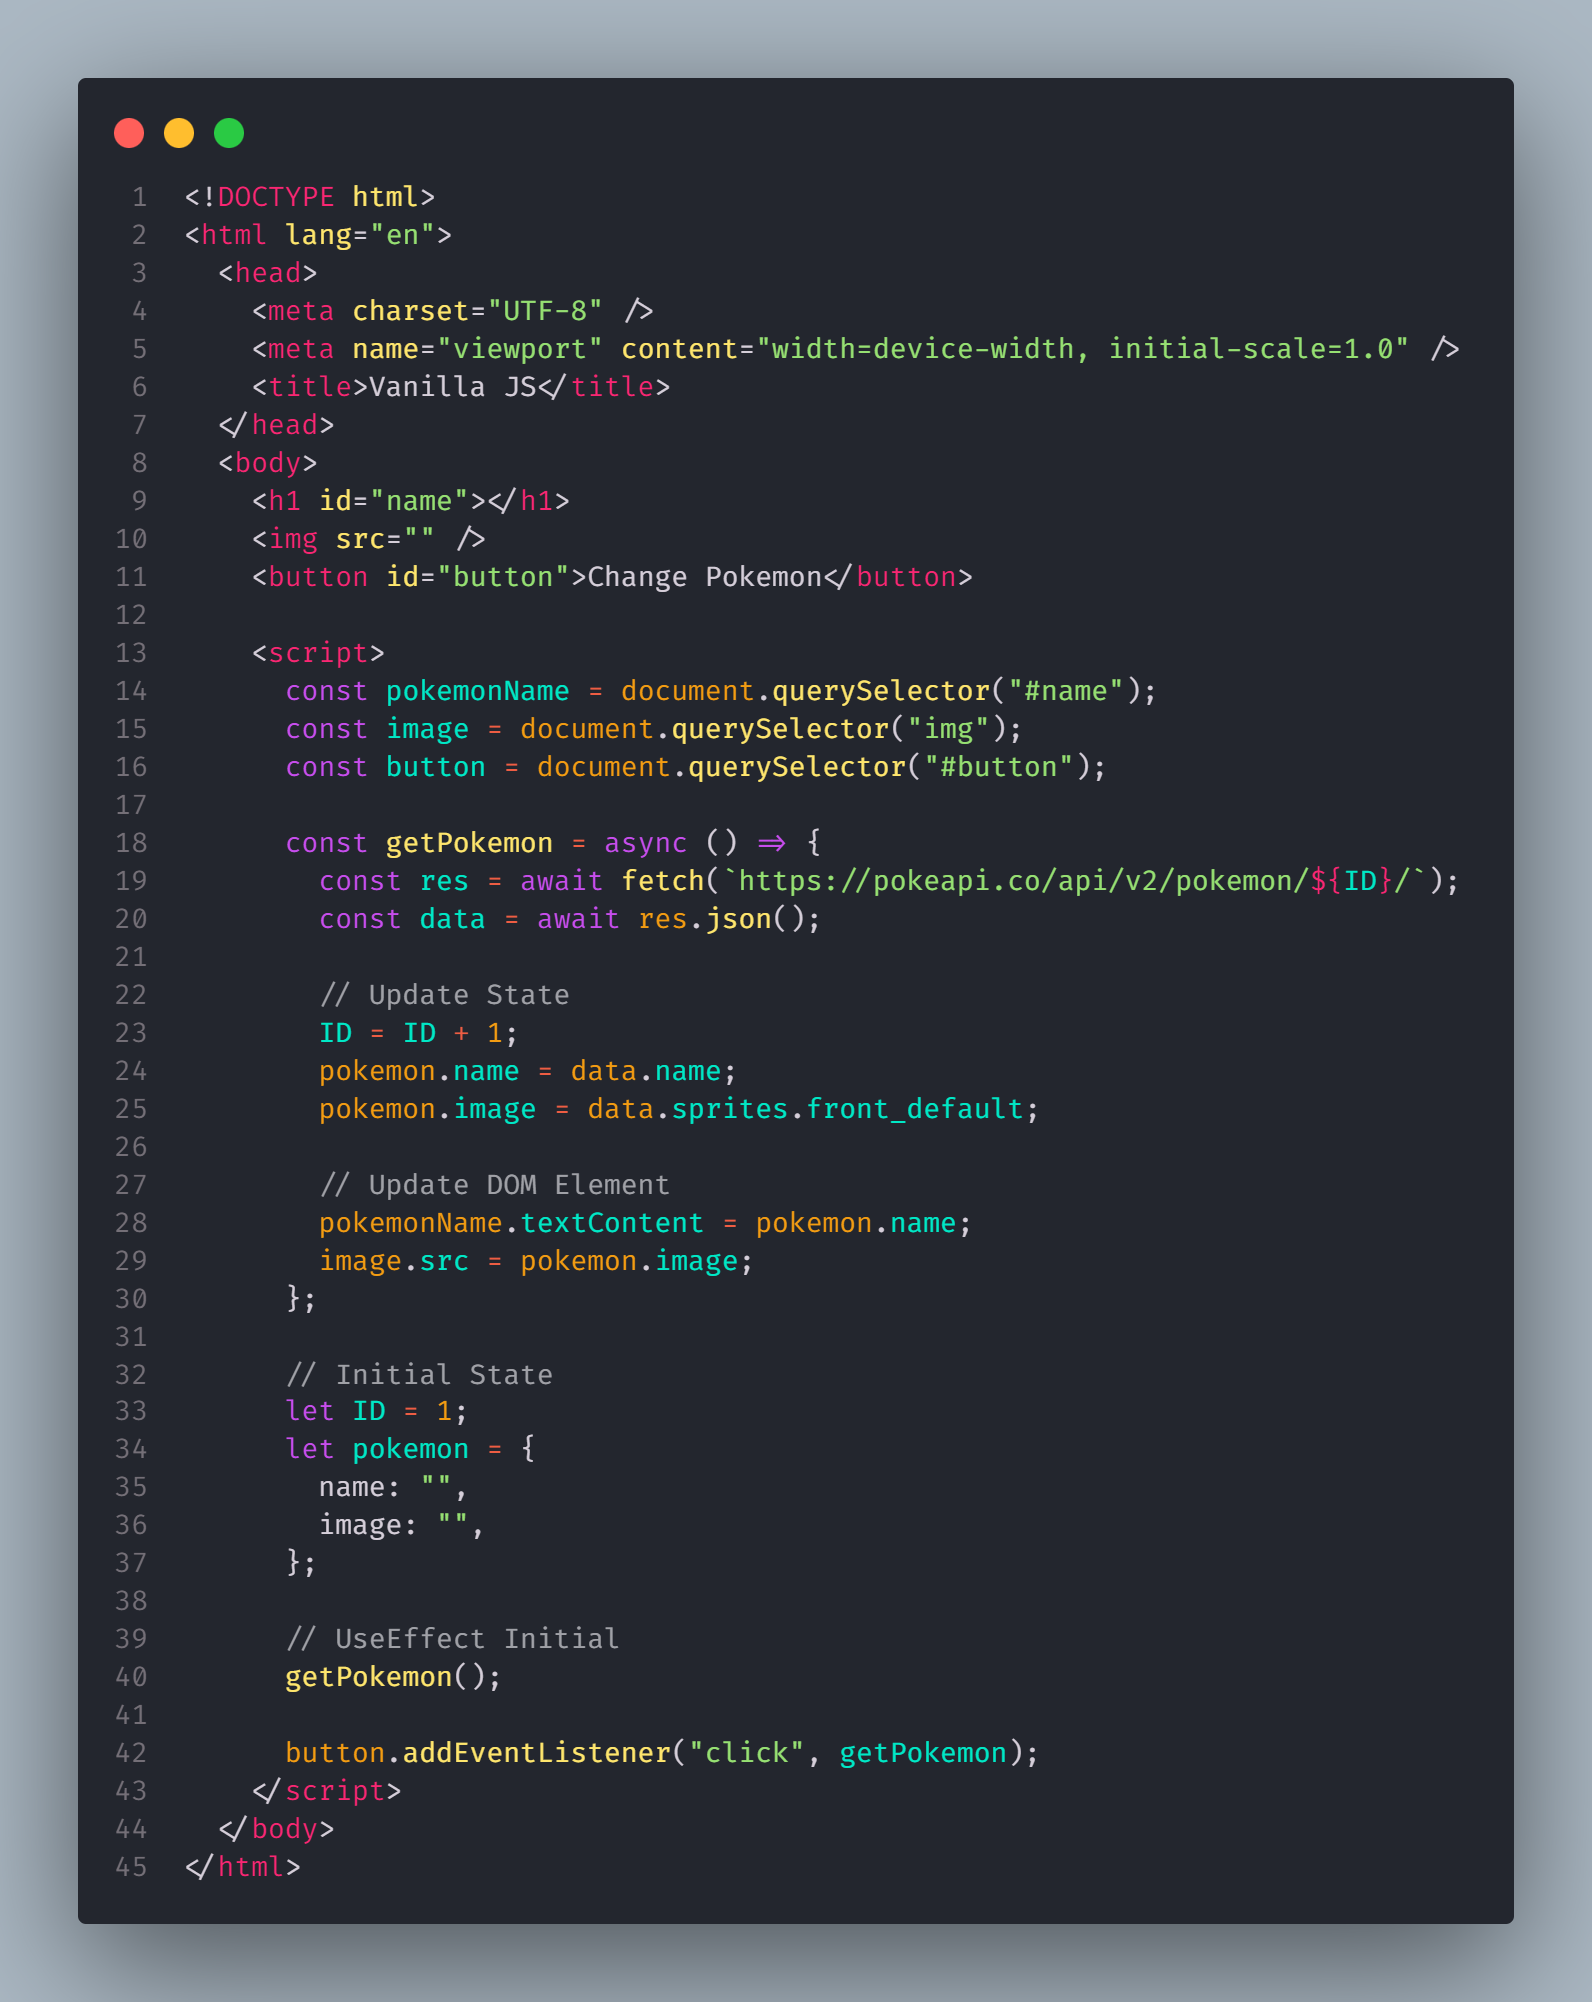 1 <!DOCTYPE html>
2 <html lang="en">
3   <head>
4     <meta charset="UTF-8" />
5     <meta name="viewport" content="width=device-width, initial-scale=1.0" />
6     <title>Vanilla JS</title>
7   </head>
8   <body>
9     <h1 id="name"></h1>
10     <img src="" />
11     <button id="button">Change Pokemon</button>
12
13     <script>
14       const pokemonName = document.querySelector("#name");
15       const image = document.querySelector("img");
16       const button = document.querySelector("#button");
17
18       const getPokemon = async () => {
19         const res = await fetch(`https://pokeapi.co/api/v2/pokemon/${ID}/`);
20         const data = await res.json();
21
22         // Update State
23         ID = ID + 1;
24         pokemon.name = data.name;
25         pokemon.image = data.sprites.front_default;
26
27         // Update DOM Element
28         pokemonName.textContent = pokemon.name;
29         image.src = pokemon.image;
30       };
31
32       // Initial State
33       let ID = 1;
34       let pokemon = {
35         name: "",
36         image: "",
37       };
38
39       // UseEffect Initial
40       getPokemon();
41
42       button.addEventListener("click", getPokemon);
43     </script>
44   </body>
45 </html>